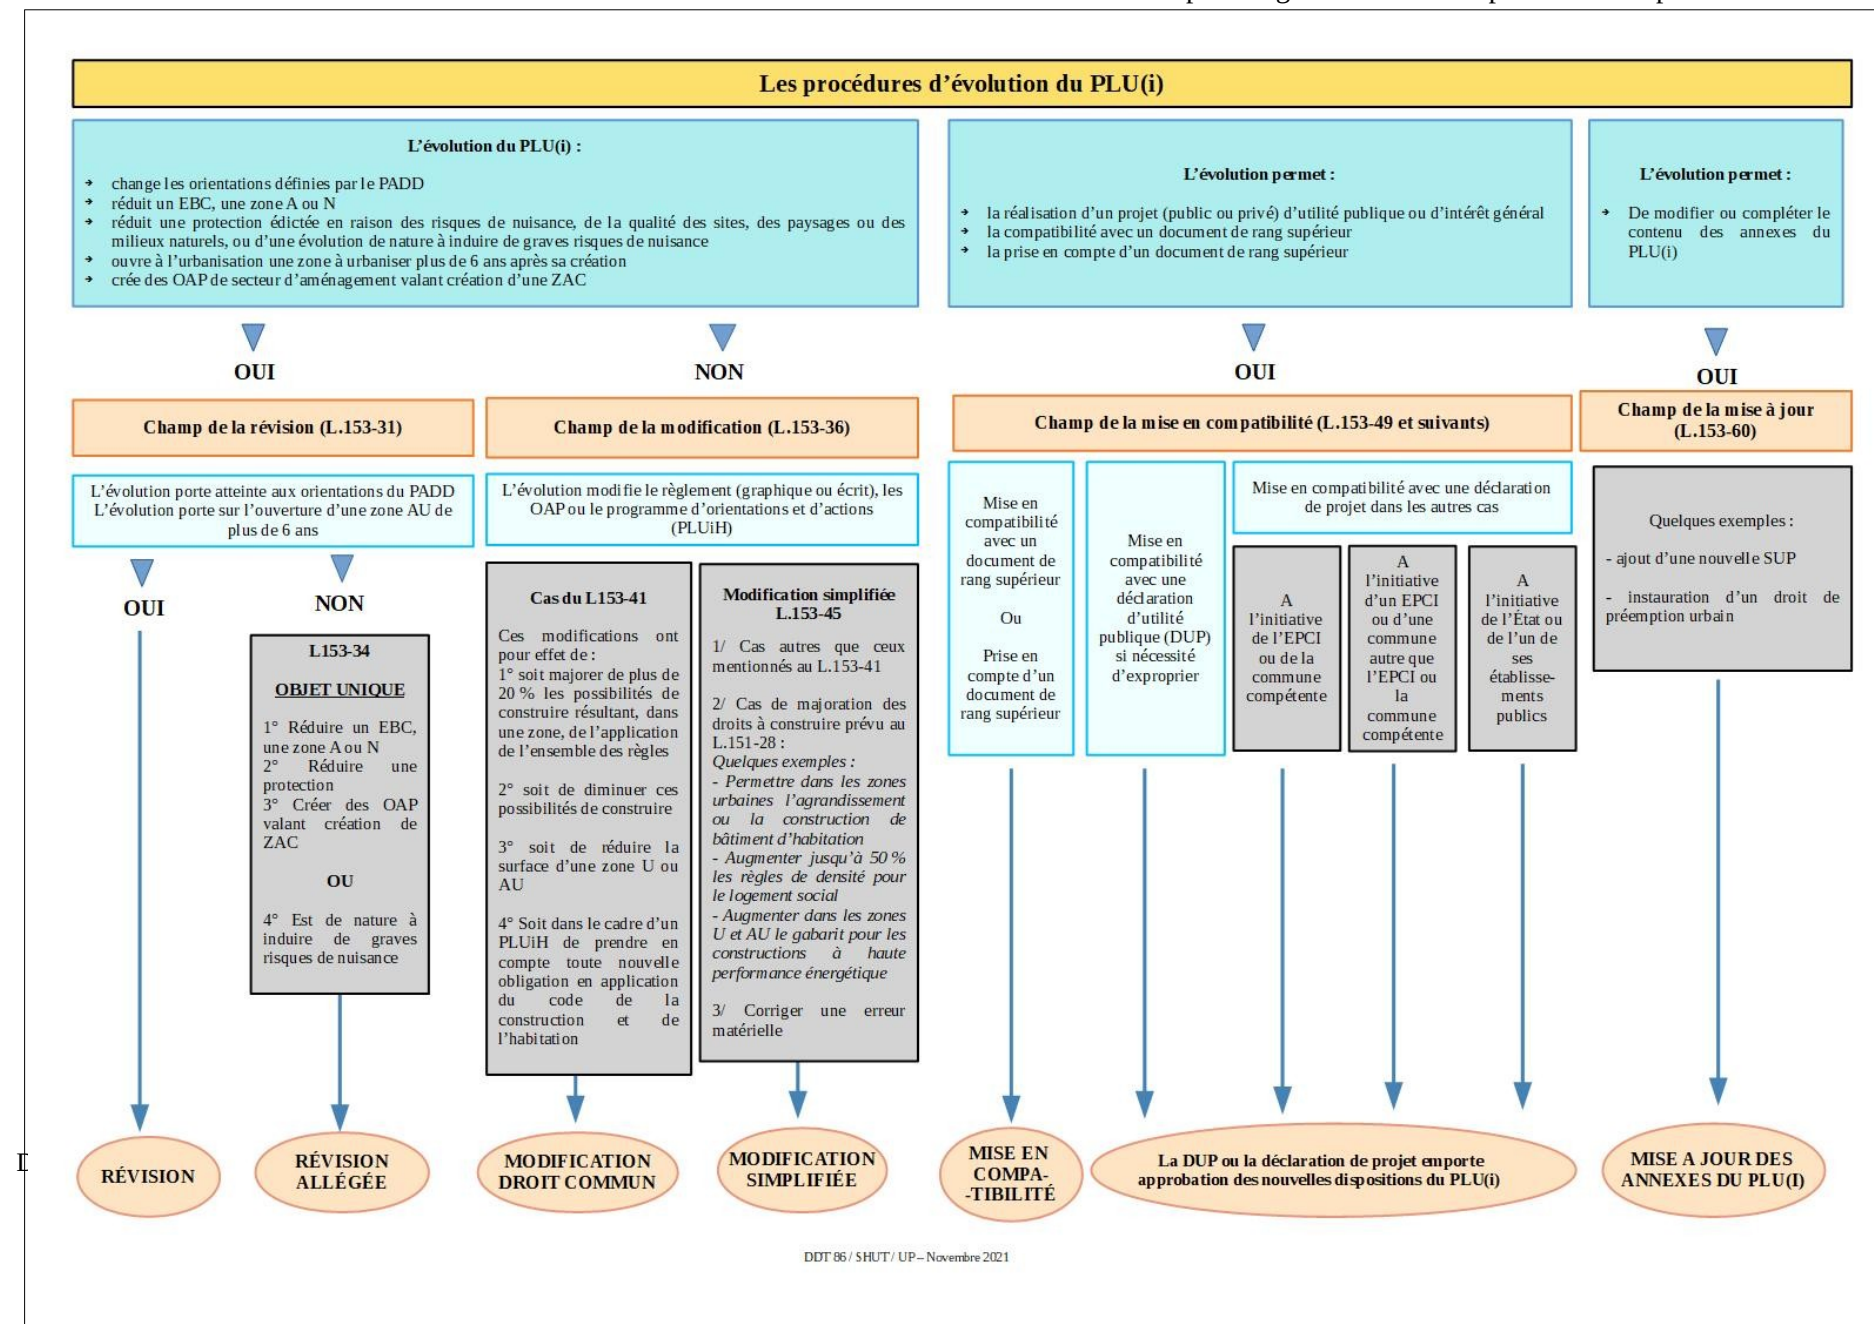 Les procédures d’évolution du PLU(i)
L’évolution du PLU(i) :
➔ change les orientations définies par le PADD
➔ réduit un EBC, une zone A ou N
➔ réduit une protection édictée en raison des risques de nuisance, de la qualité des sites, des paysages ou des
milieux naturels, ou d’une évolution de nature à induire de graves risques de nuisance
➔ ouvre à l’urbanisation une zone à urbaniser plus de 6 ans après sa création
➔ crée des OAP de secteur d’aménagement valant création d’une ZAC
L’évolution permet :
➔ la réalisation d’un projet (public ou privé) d’utilité publique ou d’intérêt général
➔ la compatibilité avec un document de rang supérieur
➔ la prise en compte d’un document de rang supérieur
L’évolution permet :
➔ De modifier ou compléter le
contenu des annexes du
PLU(i)
OUI
NON
OUI
OUI
Champ de la révision (L.153-31)
Champ de la modification (L.153-36)
Champ de la mise en compatibilité (L.153-49 et suivants)
Champ de la mise à jour
(L.153-60)
L’évolution porte atteinte aux orientations du PADD
L’évolution porte sur l’ouverture d’une zone AU de
plus de 6 ans
OUI
NON
L153-34
OBJET UNIQUE
1° Réduire un EBC,
une zone A ou N
2° Réduire une
protection
3° Créer des OAP
valant création de
ZAC
OU
4° Est de nature à
induire de graves
risques de nuisance
L’évolution modifie le règlement (graphique ou écrit), les
OAP ou le programme d’orientations et d’actions
(PLUiH)
Cas du L153-41
Ces modifications ont
pour effet de :
1° soit majorer de plus de
20 % les possibilités de
construire résultant, dans
une zone, de l’application
de l’ensemble des règles
2° soit de diminuer ces
possibilités de construire
3° soit de réduire la
surface d’une zone U ou
AU
4° Soit dans le cadre d’un
PLUiH de prendre en
compte toute nouvelle
obligation en application
du code de la
construction et de
l’habitation
Modification simplifiée
L.153-45
1/ Cas autres que ceux
mentionnés au L.153-41
2/ Cas de majoration des
droits à construire prévu au
L.151-28 :
Quelques exemples :
- Permettre dans les zones
urbaines l’agrandissement
ou la construction de
bâtiment d’habitation
- Augmenter jusqu’à 50 %
les règles de densité pour
le logement social
- Augmenter dans les zones
U et AU le gabarit pour les
constructions à haute
performance énergétique
3/ Corriger une erreur
matérielle
Mise en
compatibilité
avec un
document de
rang supérieur
Ou
Prise en
compte d’un
document de
rang supérieur
Mise en
compatibilité
avec une
déclaration
d’utilité
publique (DUP)
si nécessité
d’exproprier
Mise en compatibilité avec une déclaration
de projet dans les autres cas
A
l’initiative
de l’EPCI
ou de la
commune
compétente
A
l’initiative
d’un EPCI
ou d’une
commune
autre que
l’EPCI ou
la
commune
compétente
A
l’initiative
de l’État ou
de l’un de
ses
établisse-
ments
publics
Quelques exemples :
- ajout d’une nouvelle SUP
- instauration d’un droit de
préemption urbain
RÉVISION
RÉVISION
ALLÉGÉE
MODIFICATION
DROIT COMMUN
MODIFICATION
SIMPLIFIÉE
MISE EN
COMPA-
-TIBILITÉ
La DUP ou la déclaration de projet emporte
approbation des nouvelles dispositions du PLU(i)
MISE A JOUR DES
ANNEXES DU PLU(I)
DDT 86 / SHUT / UP – Novembre 2021